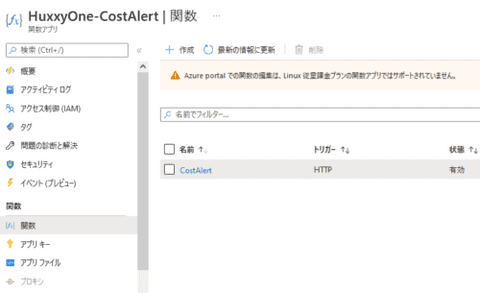 HuxxyOne-CostAlert | 関数 ...
関数アプリ
検索 (Ctrl+/)
«
概要
アクティビティ ログ
アクセス制御 (IAM)
タグ
問題の診断と解決
セキュリティ
イベント (プレビュー)
関数
関数
アプリ キー
アプリ ファイル
プロキシ
作成 最新の情報に更新 削除
Azure portal での関数の編集は、Linux 従量課金プランの関数アプリではサポートされていません。
名前でフィルター...
名前 ↑↓ トリガー ↑↓ 状態 ↑↓
CostAlert HTTP 有効